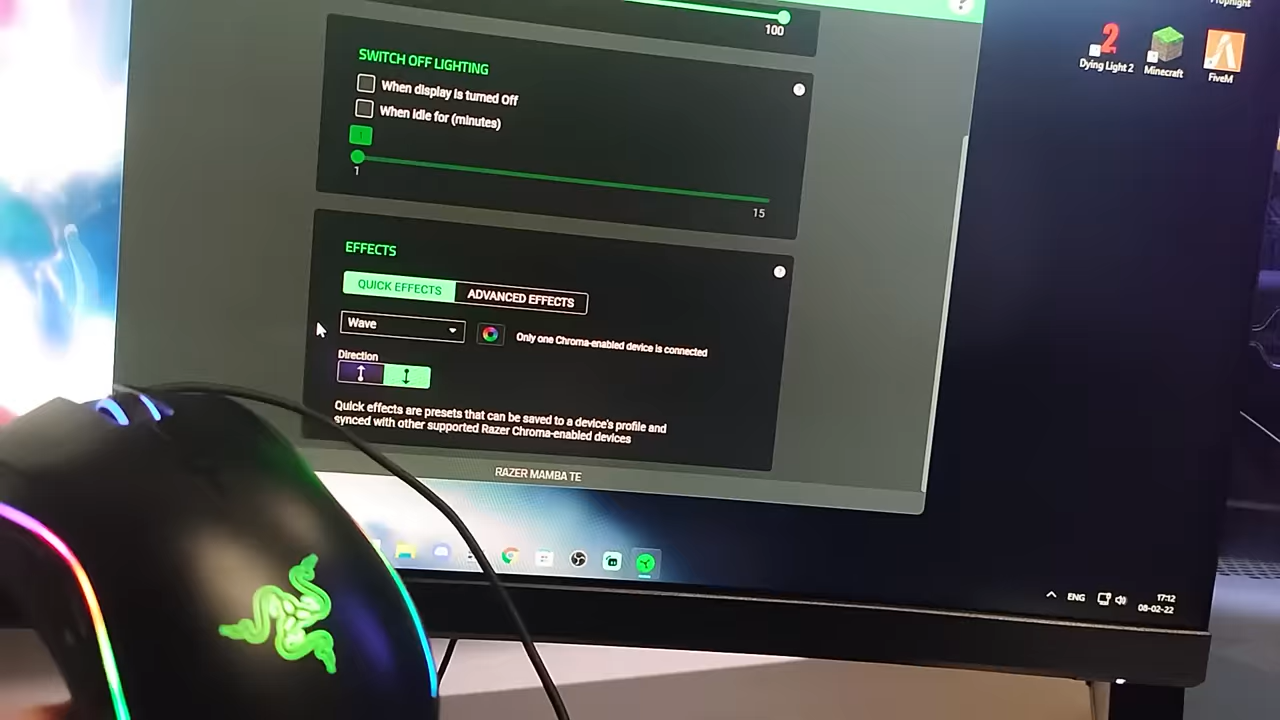 100
SWITCH OFF LIGHTING
When display is turned Off
When idle for (minutes)
1
1
15
EFFECTS
QUICK EFFECTS
ADVANCED EFFECTS
Wave
Only one Chroma-enabled device is connected
Direction
Quick effects are presets that can be saved to a device's profile and
synced with other supported Razer Chroma-enabled devices
RAZER MAMBA TE
Dying Light 2
Minecraft
FiveM
ENG
17:12
08-02-22